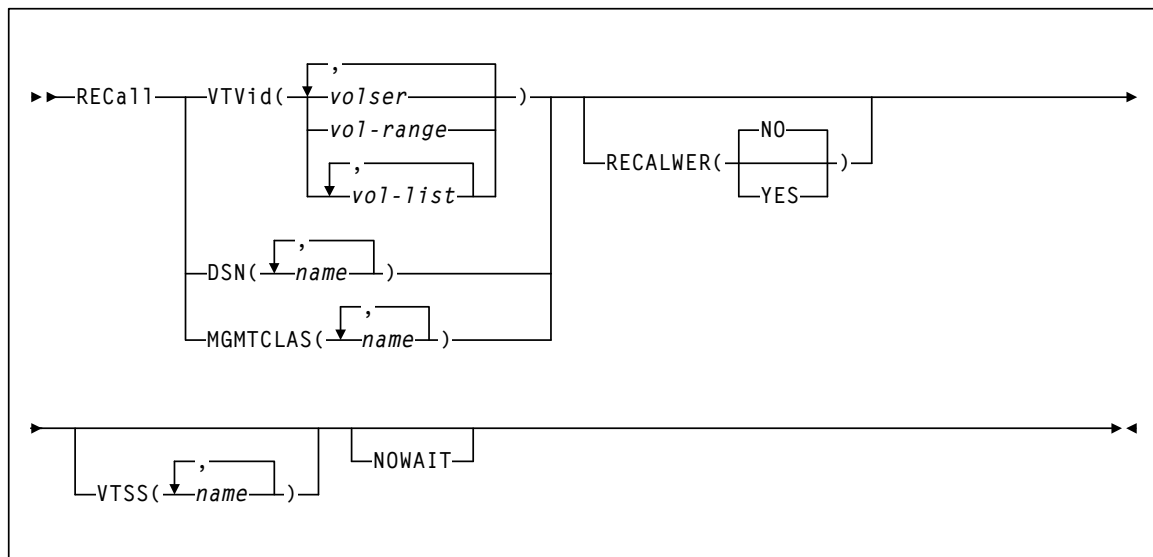 ,
RECall VTVid( volser )
vol-range
,
vol-list
NO
RECALWER( )
YES
,
DSN( name )
,
MGMTCLAS( name )
,
VTSS( name )
NOWAIT